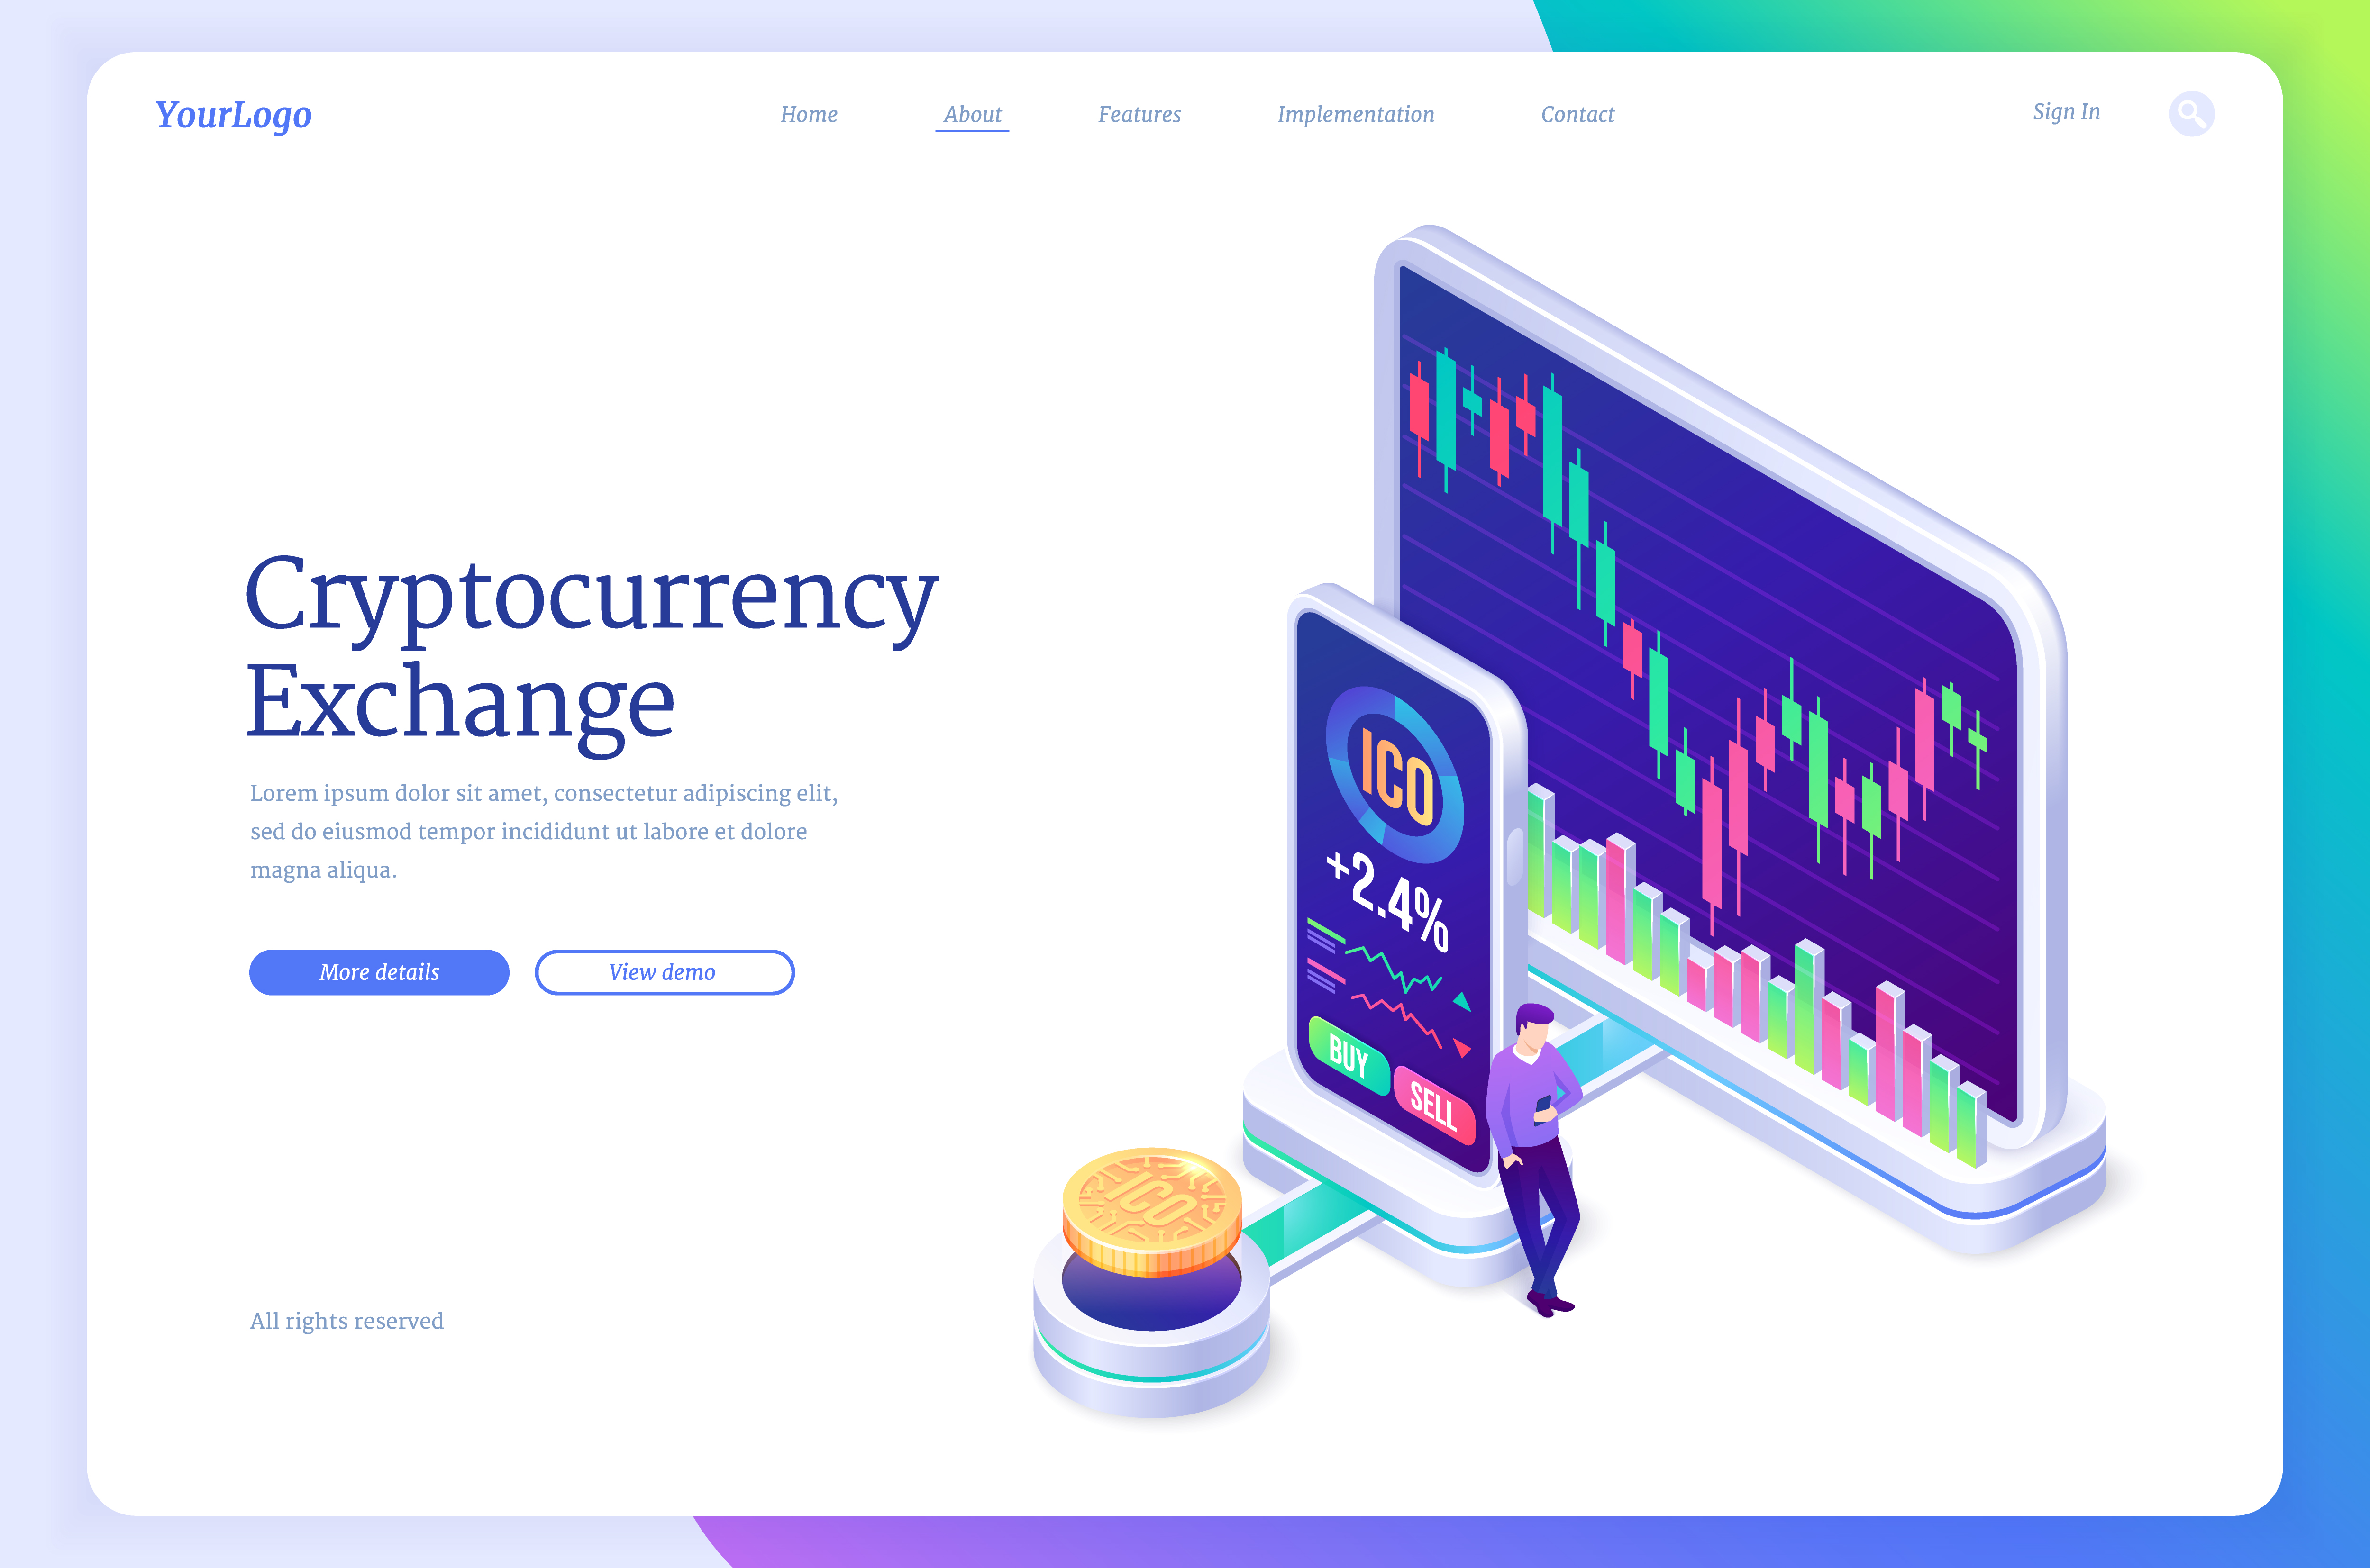 YourLogo
Home
About
Features
Implementation
Contact
Sign In
Cryptocurrency
Exchange
Lorem ipsum dolor sit amet, consectetur adipiscing elit,
sed do eiusmod tempor incididunt ut labore et dolore
magna aliqua.
More details
View demo
All rights reserved
ICO
+2.4%
BUY
SELL
ICO